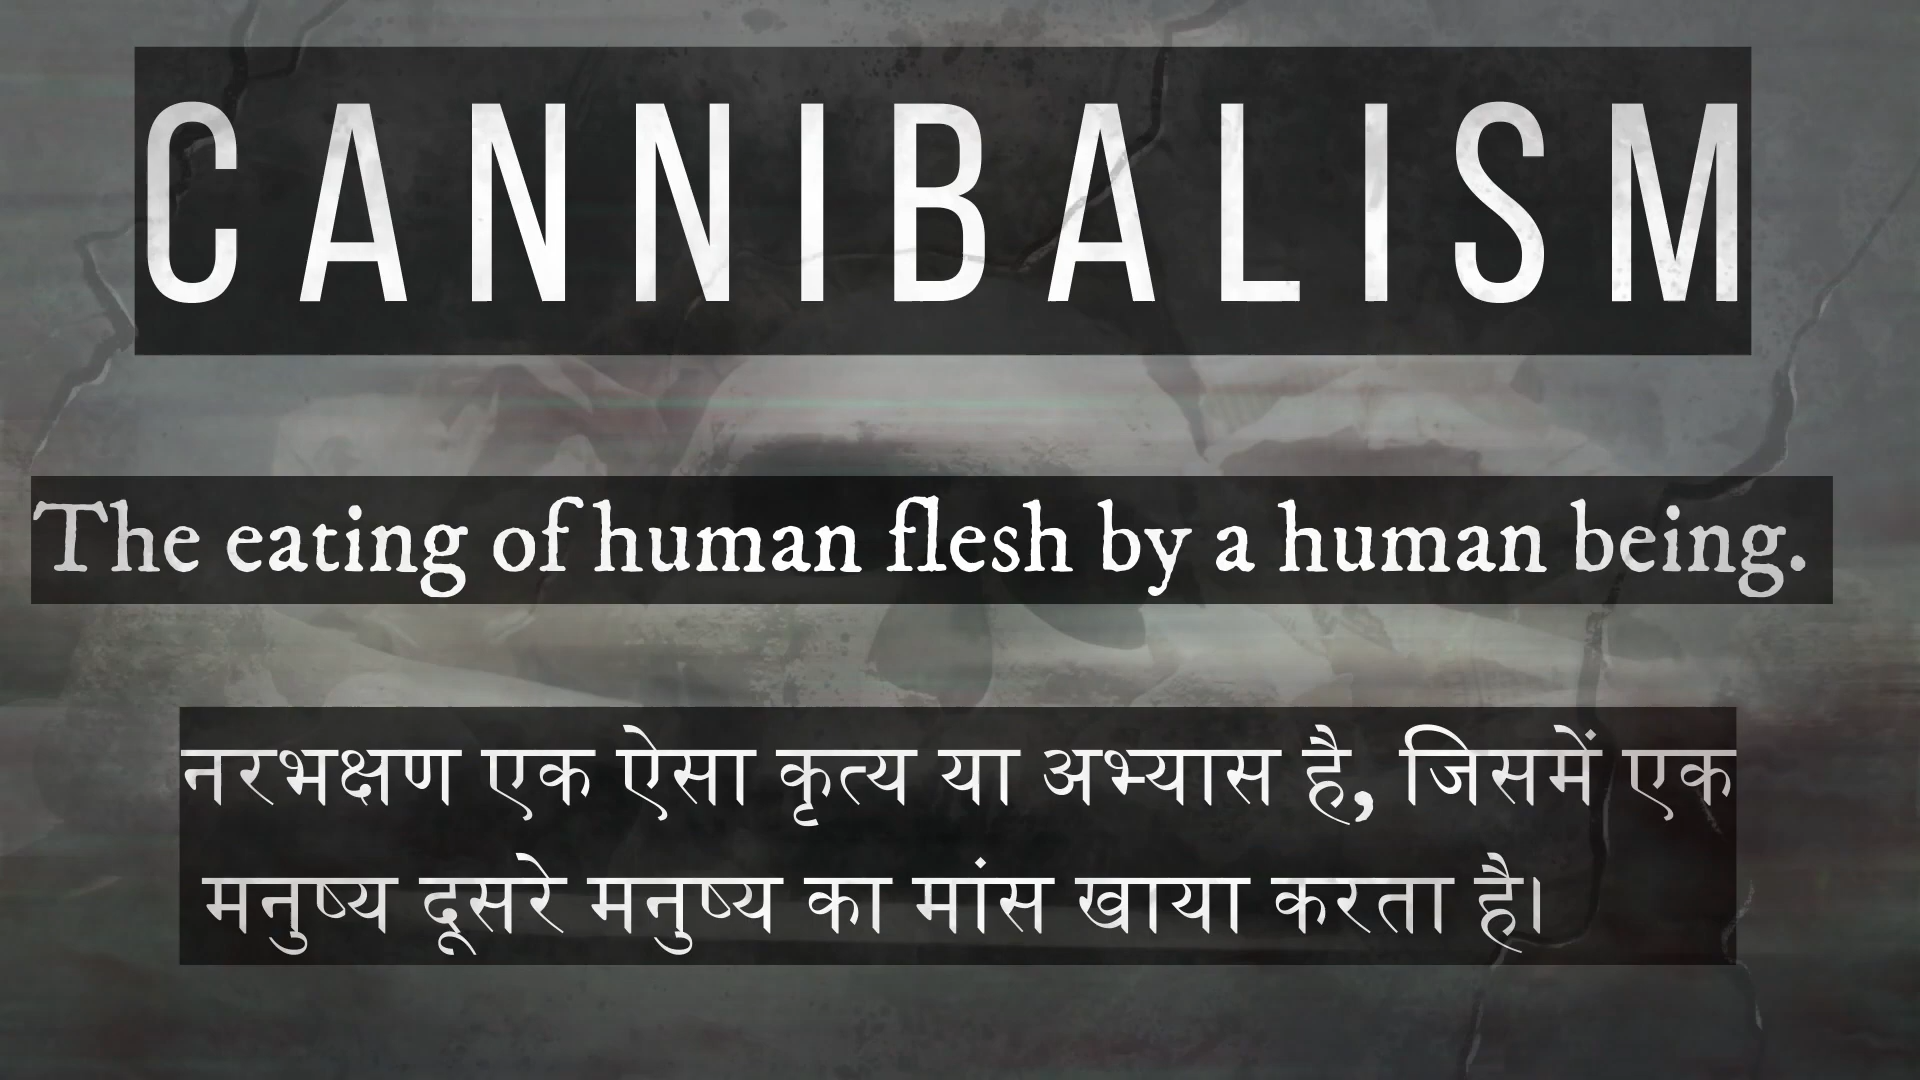 CANNIBALISM
The eating of human flesh by a human being.
नरभक्षण एक ऐसा कृत्य या अभ्यास है, जिसमें एक
मनुष्य दूसरे मनुष्य का मांस खाया करता है।